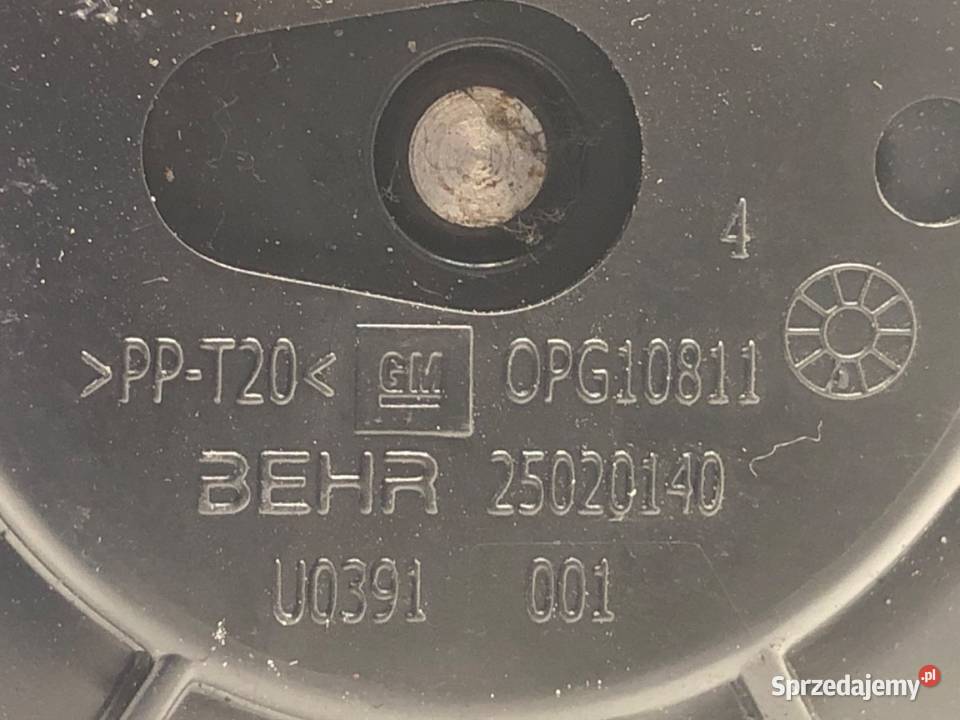 4
>PP-T20< GM OPG10811
BEHR 25020140
U0391 001
Sprzedajemy.pl